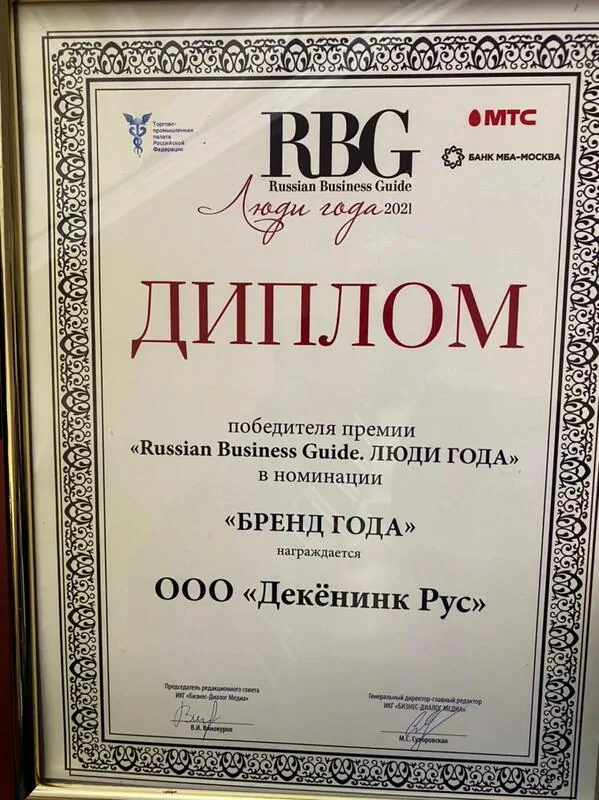 Торгово-
промышленная
палата
Российской
Федерации
RBG
Russian Business Guide
Люди года 2021
МТС
БАНК МБА-МОСКВА
ДИПЛОМ
победителя премии
«Russian Business Guide. ЛЮДИ ГОДА»
в номинации
«БРЕНД ГОДА»
награждается
ООО «Декёнинк Рус»
Председатель редакционного совета
ИКГ «Бизнес-Диалог Медиа»
В.И. Винокуров
Генеральный директор-главный редактор
ИКГ «БИЗНЕС-ДИАЛОГ МЕДИА»
М.С. Суворовская